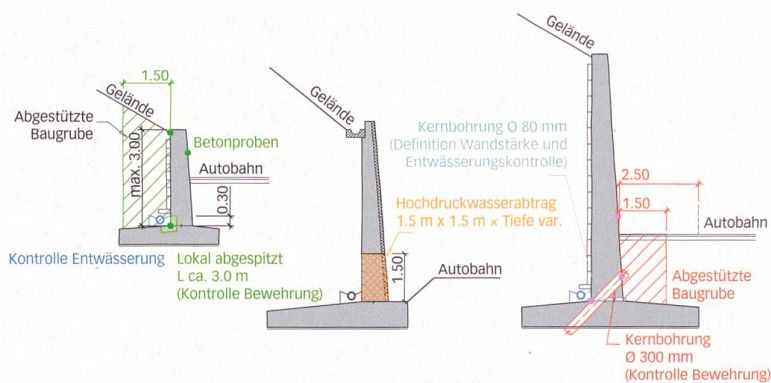 1.50
Gelände
Abgestützte
Baugrube
max. 3.00
Betonproben
Autobahn
0.30
Kontrolle Entwässerung
Lokal abgespitzt
L ca. 3.0 m
(Kontrolle Bewehrung)
Gelände
Kernbohrung O 80 mm
(Definition Wandstärke und
Entwässerungskontrolle)
Hochdruckwasserabtrag
1.5 m x 1.5 m × Tiefe var.
1.50
Autobahn
Gelände
2.50
1.50
Autobahn
Abgestützte
Baugrube
Kernbohrung
Ø 300 mm
(Kontrolle Bewehrung)